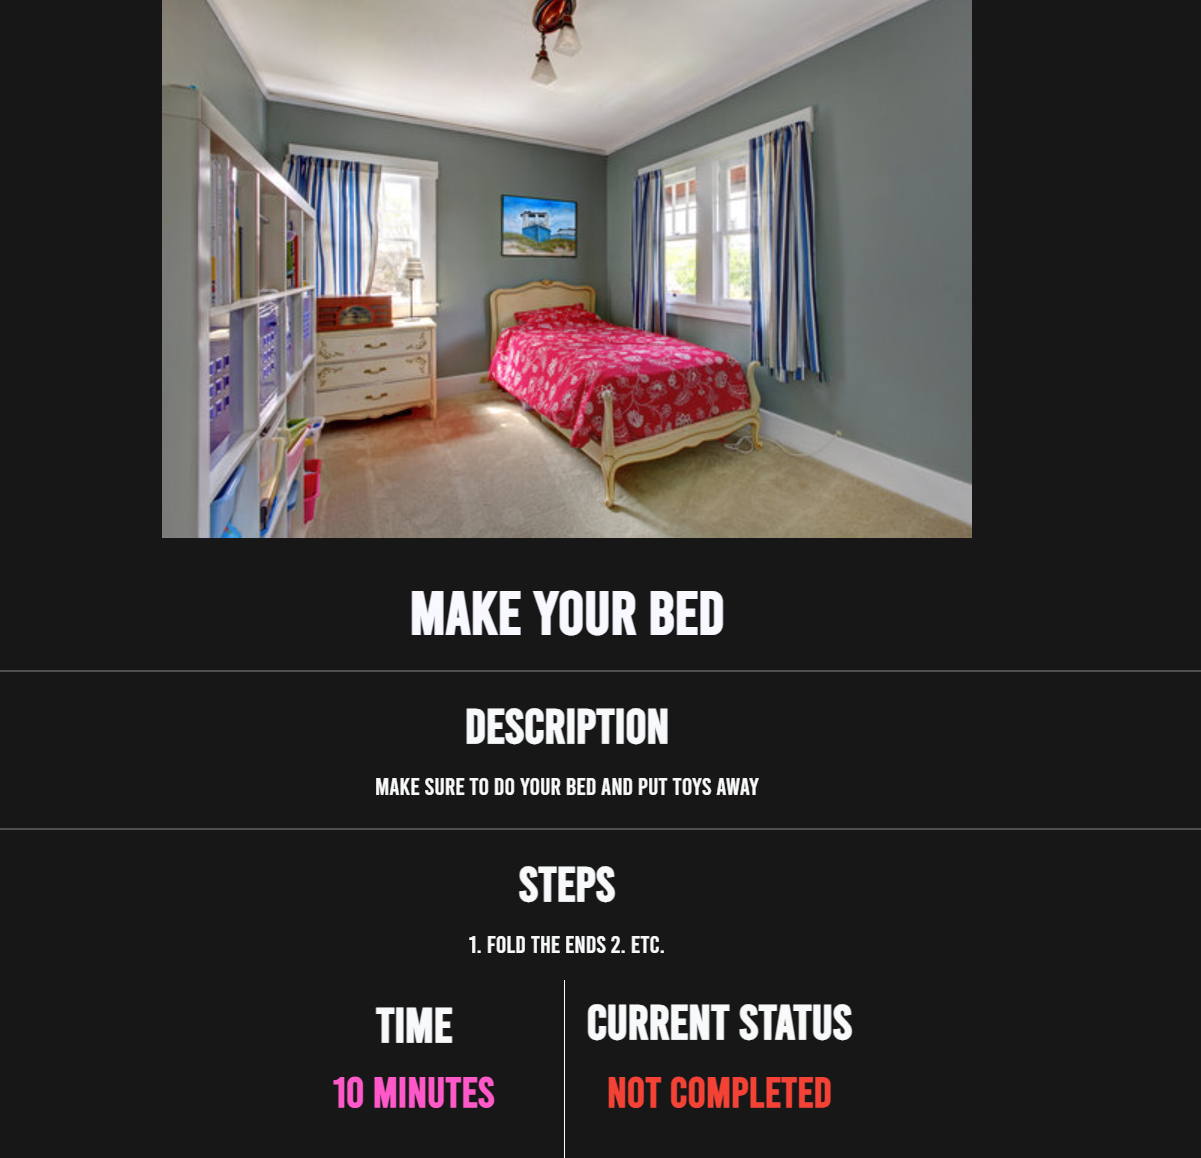 MAKE YOUR BED
DESCRIPTION
MAKE SURE TO DO YOUR BED AND PUT TOYS AWAY
STEPS
1. FOLD THE ENDS 2. ETC.
TIME
10 MINUTES
CURRENT STATUS
NOT COMPLETED